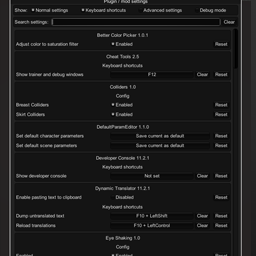 Plugin / mod settings
Show: Normal settings Keyboard shortcuts Advanced settings Debug mode
Search settings: Clear
Better Color Picker 1.0.1
Adjust color to saturation filter Enabled Reset
Cheat Tools 2.5
Keyboard shortcuts
Show trainer and debug windows F12 Clear Reset
Colliders 1.0
Config
Breast Colliders Enabled Reset
Skirt Colliders Enabled Reset
DefaultParamEditor 1.1.0
Set default character parameters Save current as default Reset
Set default scene parameters Save current as default Reset
Developer Console 11.2.1
Keyboard shortcuts
Show developer console Not set Clear Reset
Dynamic Translator 11.2.1
Enable pasting text to clipboard Disabled Reset
Keyboard shortcuts
Dump untranslated text F10 + LeftShift Clear Reset
Reload translations F10 + LeftControl Clear Reset
Eye Shaking 1.0
Config
Enabled Enabled Reset